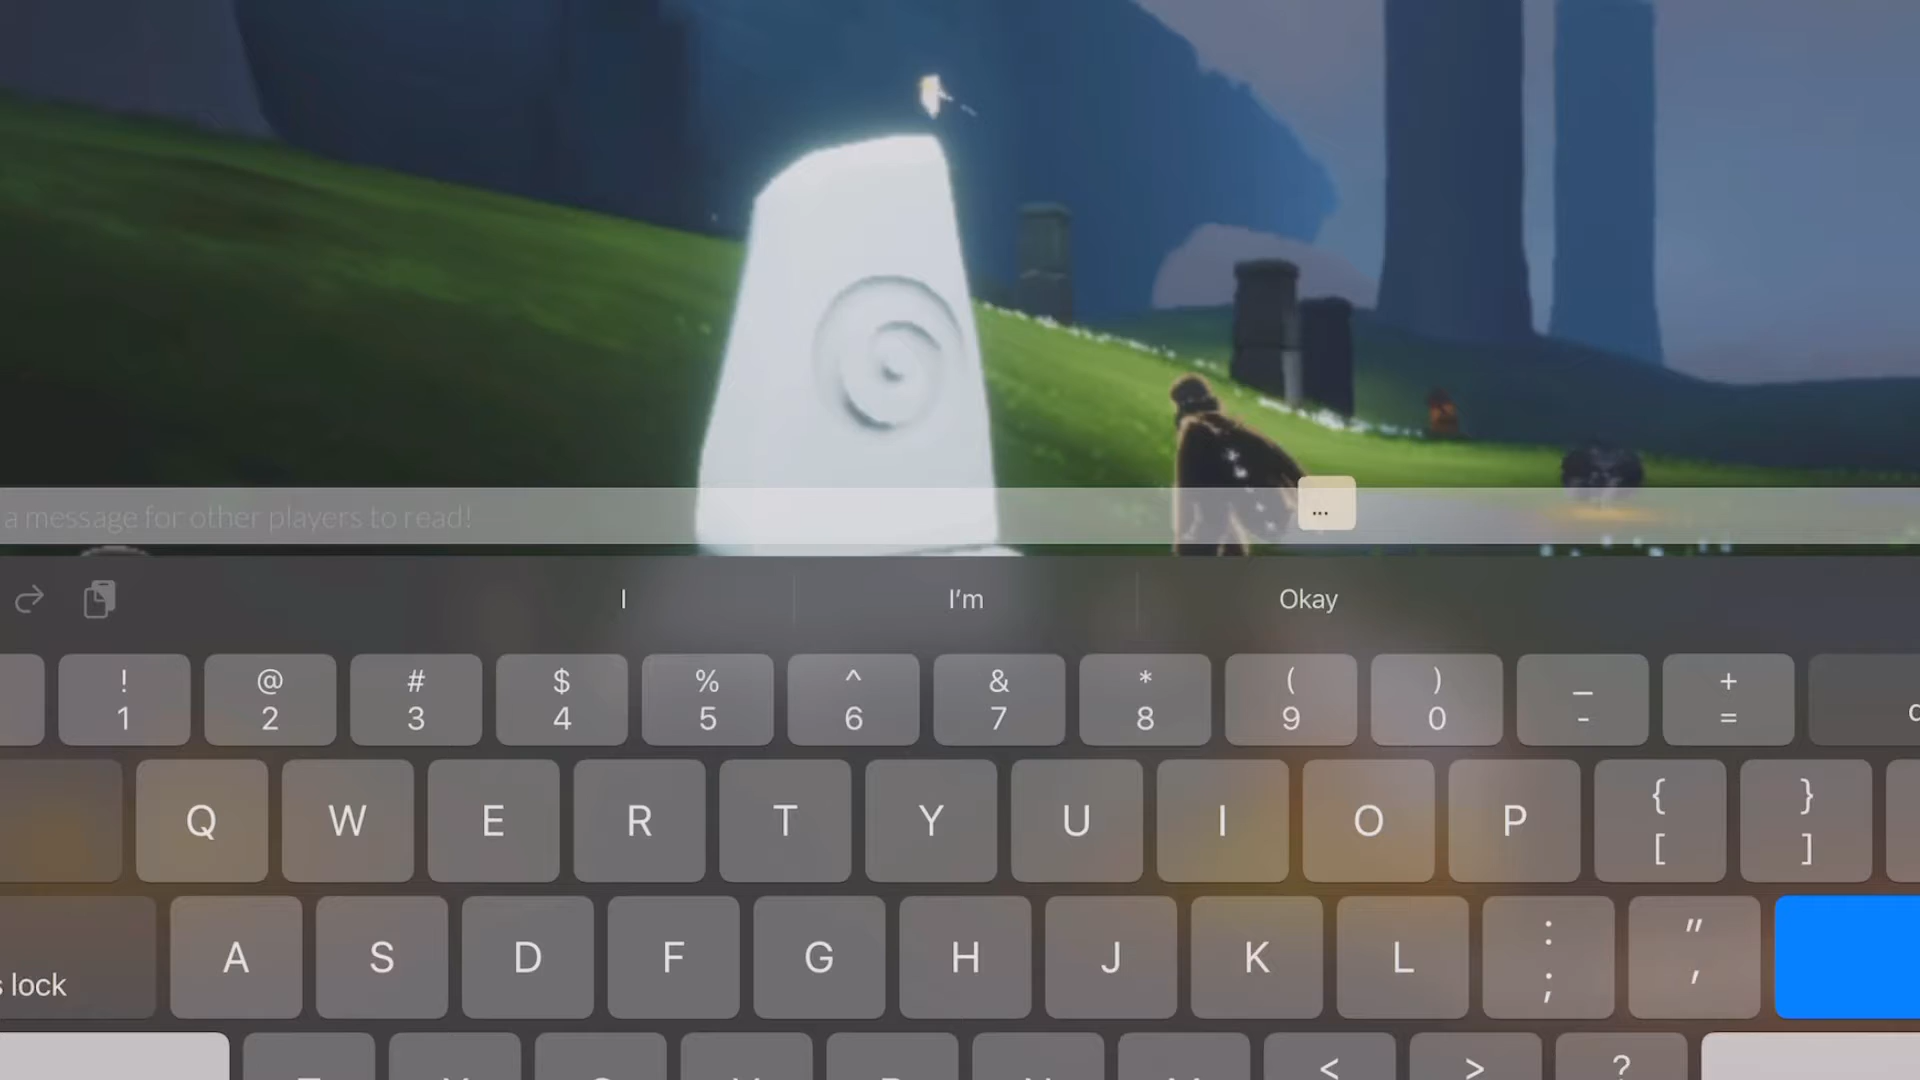 a message for other players to read!
...
I I'm Okay
! @ # $ % ^ & * ( ) _ +
1 2 3 4 5 6 7 8 9 0 - =
Q W E R T Y U I O P { }
[ ]
A S D F G H J K L : "
lock ; '
< > ?